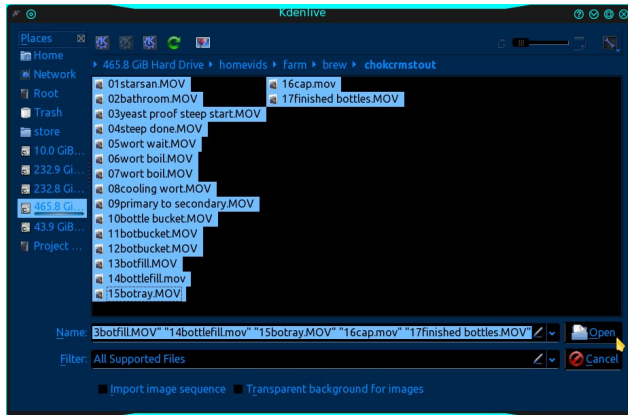 Kdenlive
Places
Home
Network
Root
Trash
store
10.0 GiB...
232.9 Gi...
232.8 Gi...
465.8 Gi...
43.9 GiB...
Project ...
465.8 GiB Hard Drive homevids farm brew chokcrmstout
01starsan.MOV
02bathroom.MOV
03yeast proof steep start.MOV
04steep done.MOV
05wort wait.MOV
06wort boil.MOV
07wort boil.MOV
08cooling wort.MOV
09primary to secondary.MOV
10bottle bucket.MOV
11botbucket.MOV
12botbucket.MOV
13botfill.MOV
14bottlefill.mov
15botray.MOV
16cap.mov
17finished bottles.MOV
Name: 3botfill.MOV" "14bottlefill.mov" "15botray.MOV" "16cap.mov" "17finished bottles.MOV" Open
Filter: All Supported Files Cancel
Import image sequence Transparent background for images